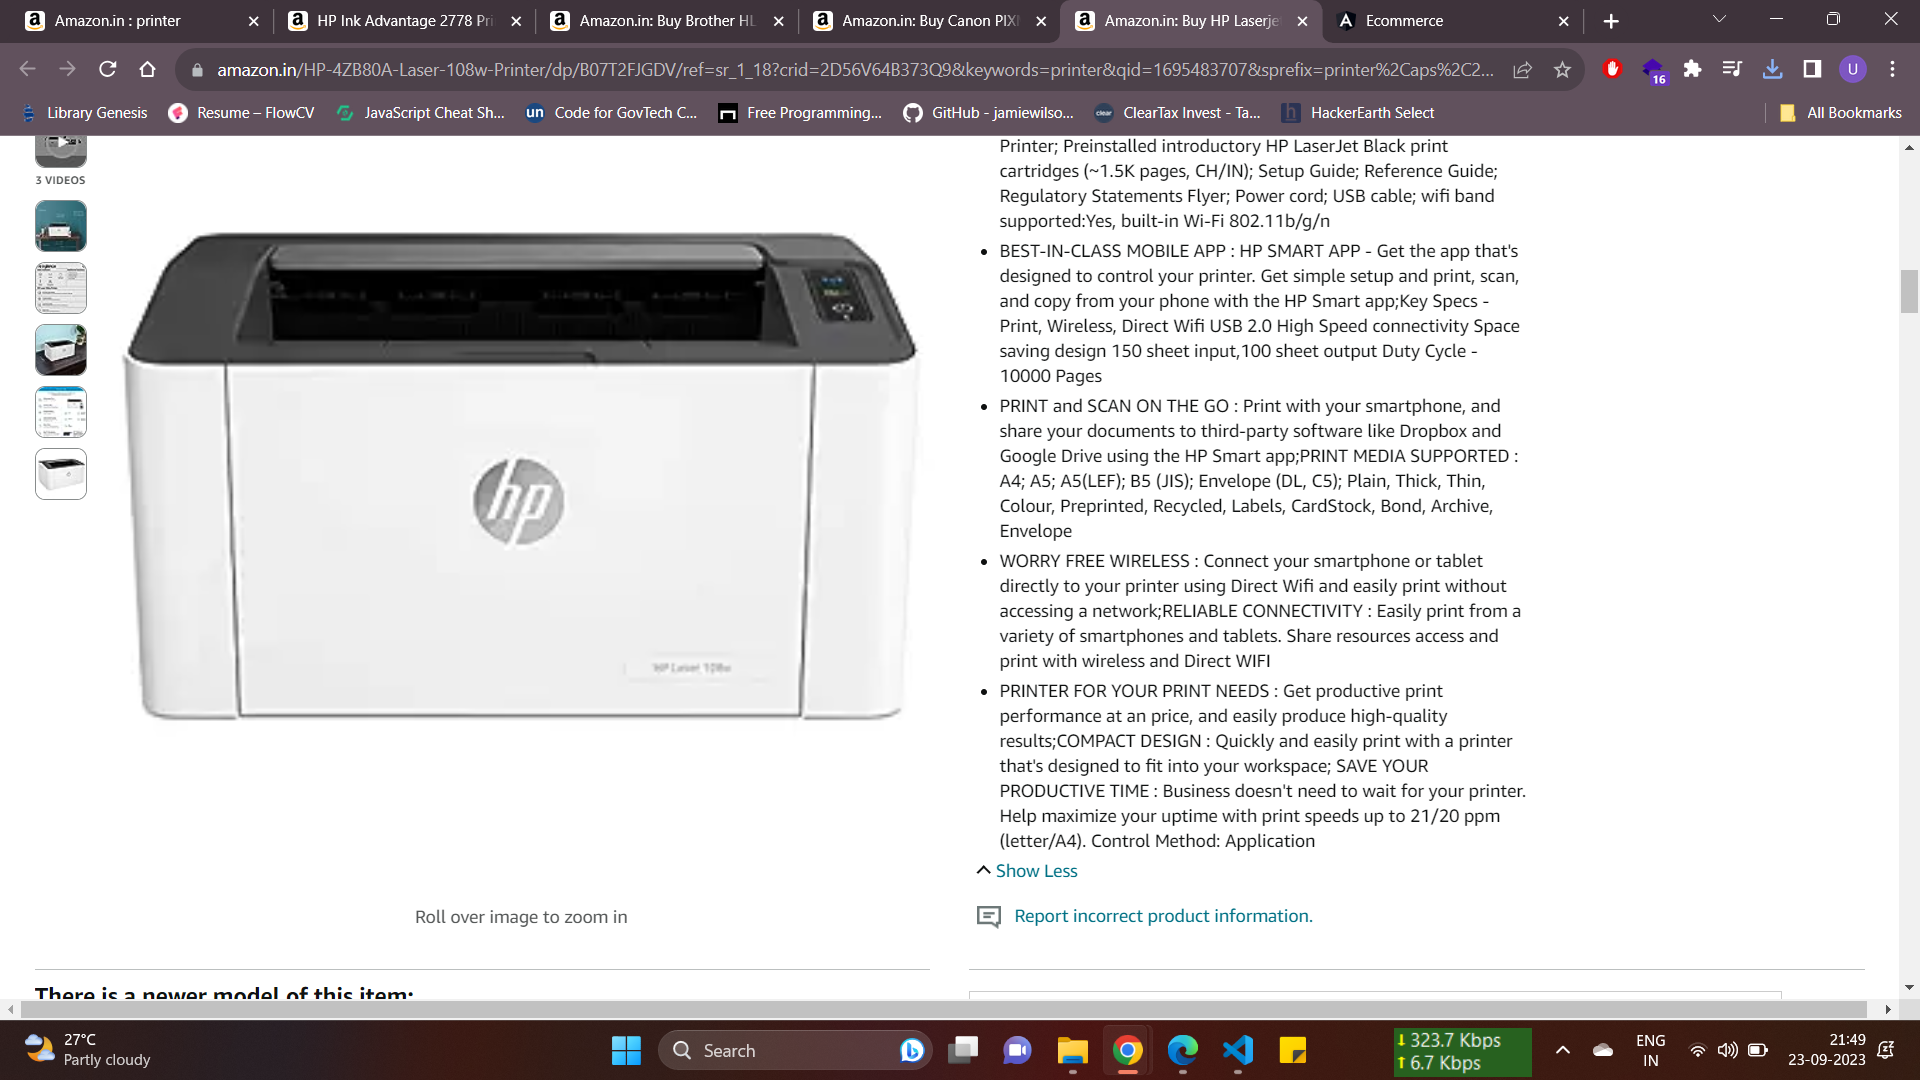 Amazon.in : printer
HP Ink Advantage 2778 Pri
Amazon.in: Buy Brother HL
Amazon.in: Buy Canon PIX
Amazon.in: Buy HP Laserje
Ecommerce
amazon.in/HP-4ZB80A-Laser-108w-Printer/dp/B07T2FJGDV/ref=sr_1_18?crid=2D56V64B373Q9&keywords=printer&qid=1695483707&sprefix=printer%2Caps%2C2...
16
U
Library Genesis
Resume – FlowCV
JavaScript Cheat Sh...
un Code for GovTech C...
Free Programming...
GitHub - jamiewilso...
clear ClearTax Invest - Ta...
h HackerEarth Select
All Bookmarks
3 VIDEOS
hp
HP Laser 108w
Roll over image to zoom in
There is a newer model of this item:
Printer; Preinstalled introductory HP LaserJet Black print
cartridges (~1.5K pages, CH/IN); Setup Guide; Reference Guide;
Regulatory Statements Flyer; Power cord; USB cable; wifi band
supported:Yes, built-in Wi-Fi 802.11b/g/n
• BEST-IN-CLASS MOBILE APP : HP SMART APP - Get the app that's
designed to control your printer. Get simple setup and print, scan,
and copy from your phone with the HP Smart app;Key Specs -
Print, Wireless, Direct Wifi USB 2.0 High Speed connectivity Space
saving design 150 sheet input,100 sheet output Duty Cycle -
10000 Pages
• PRINT and SCAN ON THE GO : Print with your smartphone, and
share your documents to third-party software like Dropbox and
Google Drive using the HP Smart app;PRINT MEDIA SUPPORTED :
A4; A5; A5(LEF); B5 (JIS); Envelope (DL, C5); Plain, Thick, Thin,
Colour, Preprinted, Recycled, Labels, CardStock, Bond, Archive,
Envelope
• WORRY FREE WIRELESS : Connect your smartphone or tablet
directly to your printer using Direct Wifi and easily print without
accessing a network;RELIABLE CONNECTIVITY : Easily print from a
variety of smartphones and tablets. Share resources access and
print with wireless and Direct WIFI
• PRINTER FOR YOUR PRINT NEEDS : Get productive print
performance at an price, and easily produce high-quality
results;COMPACT DESIGN : Quickly and easily print with a printer
that's designed to fit into your workspace; SAVE YOUR
PRODUCTIVE TIME : Business doesn't need to wait for your printer.
Help maximize your uptime with print speeds up to 21/20 ppm
(letter/A4). Control Method: Application
Show Less
Report incorrect product information.
27°C
Partly cloudy
Search
323.7 Kbps
6.7 Kbps
ENG
IN
21:49
23-09-2023